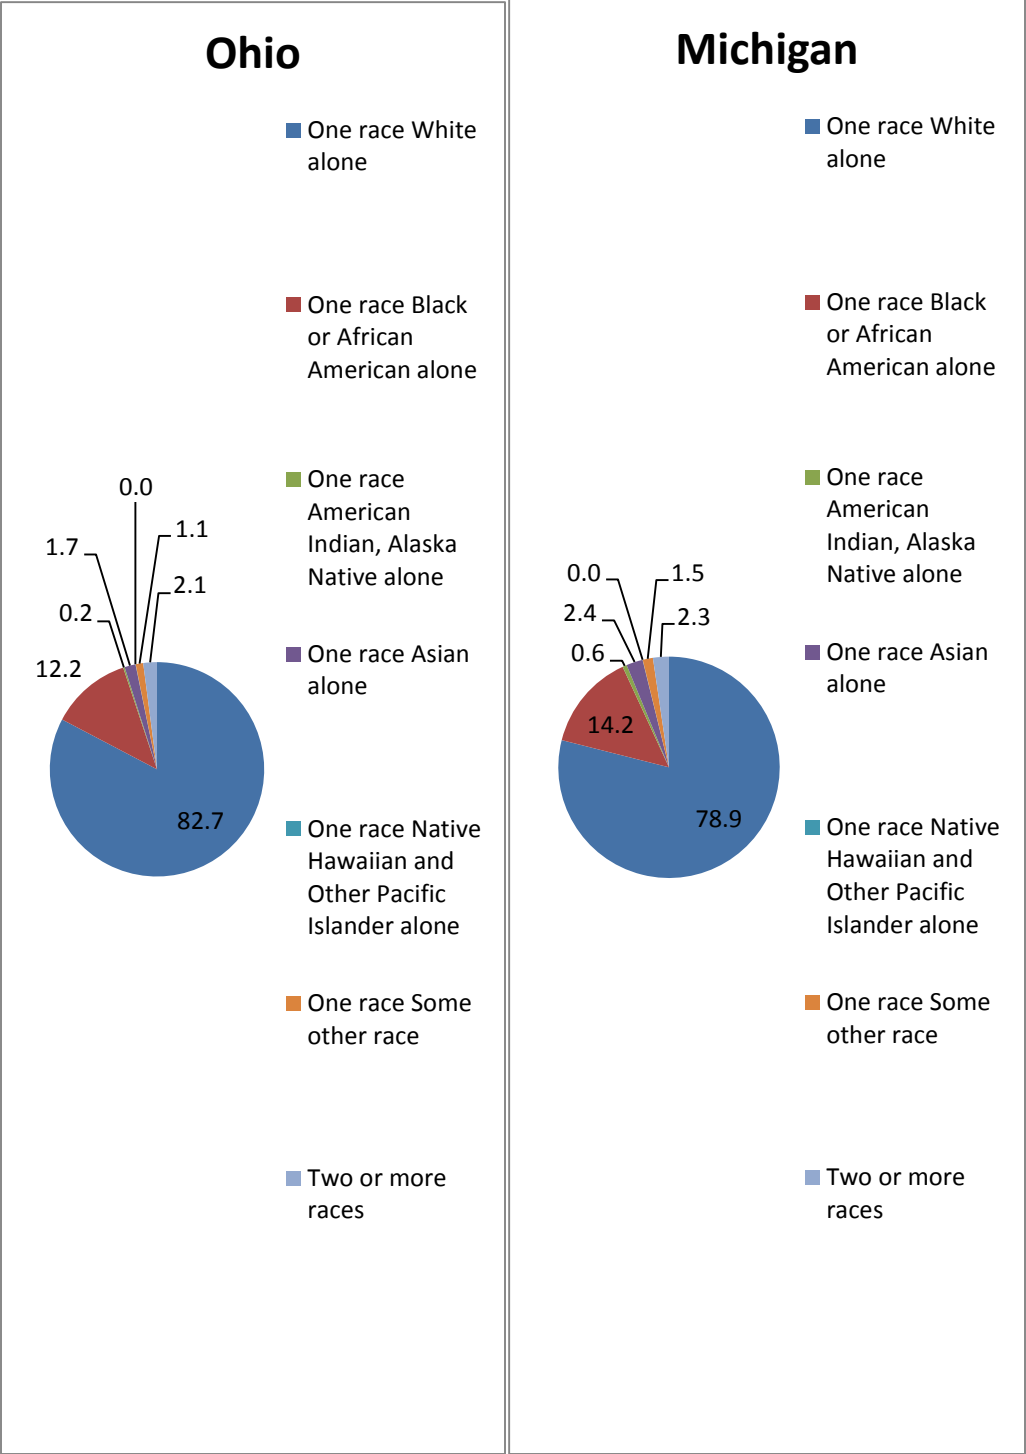 Ohio
One race White
alone
One race Black
or African
American alone
One race
American
Indian, Alaska
Native alone
One race Asian
alone
One race Native
Hawaiian and
Other Pacific
Islander alone
One race Some
other race
Two or more
races
0.0
1.1
1.7
2.1
0.2
12.2
82.7
Michigan
One race White
alone
One race Black
or African
American alone
One race
American
Indian, Alaska
Native alone
One race Asian
alone
One race Native
Hawaiian and
Other Pacific
Islander alone
One race Some
other race
Two or more
races
0.0
1.5
2.4
2.3
0.6
14.2
78.9